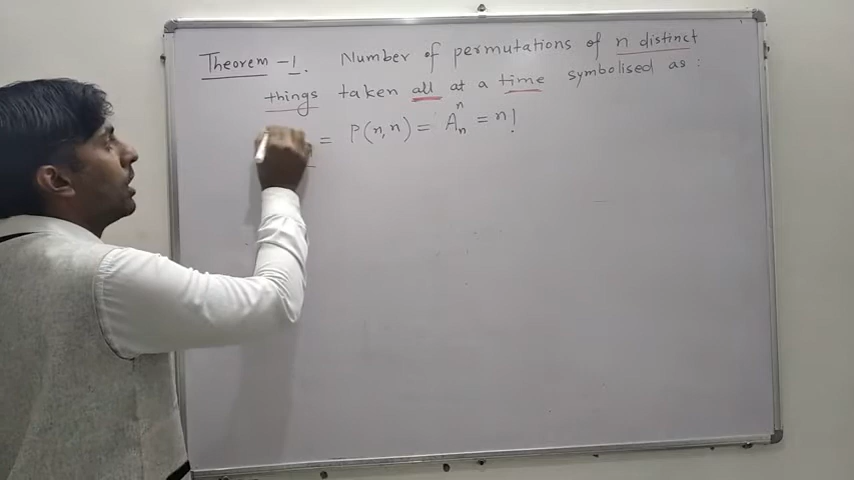 Theorem - 1. Number of permutations of n distinct
things taken all at a time symbolised as :
= P(n, n) = Aₙⁿ = n!